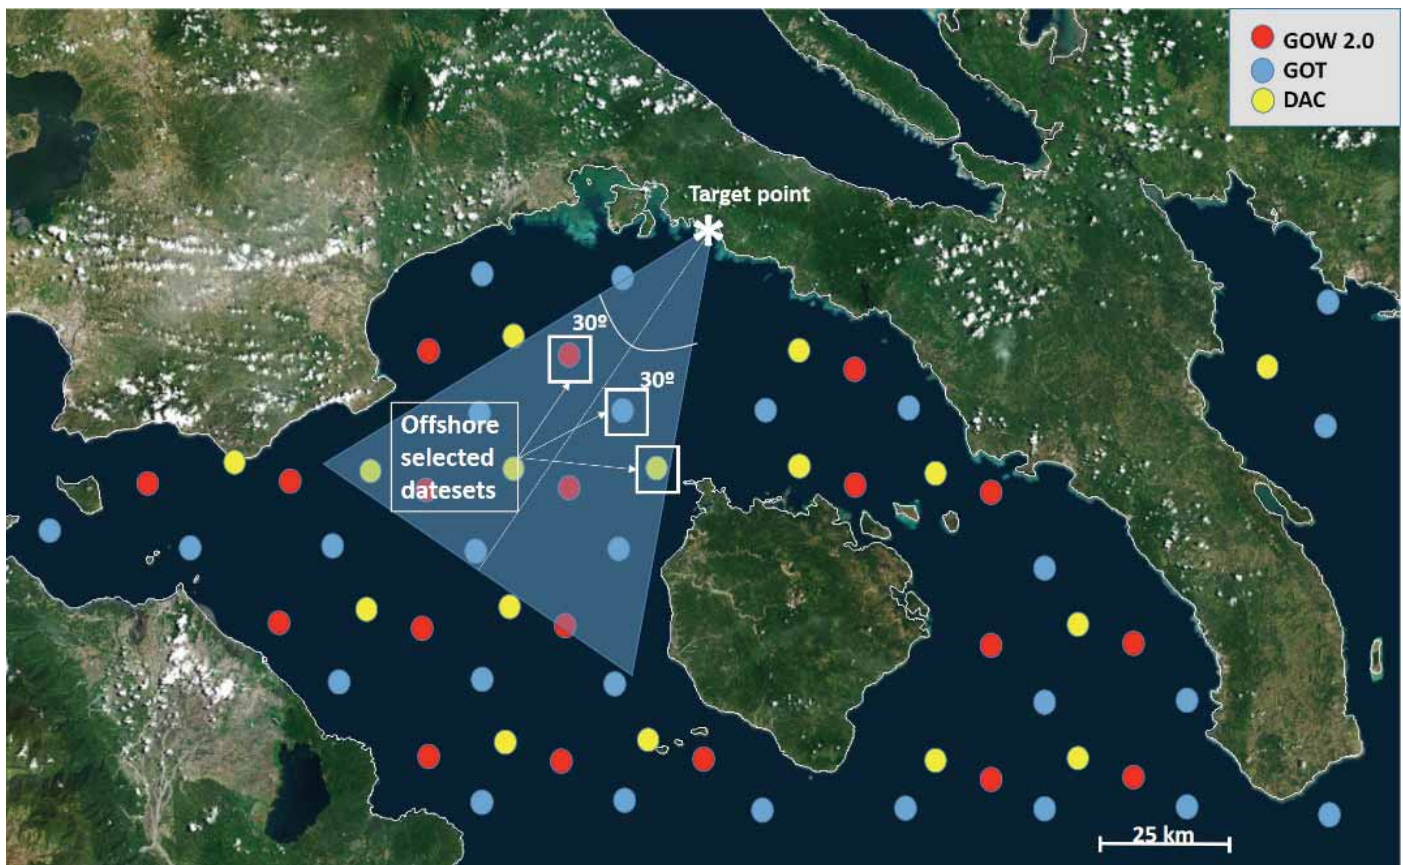 GOW 2.0
GOT
DAC
Target point
30º
30º
Offshore
selected
datesets
25 km